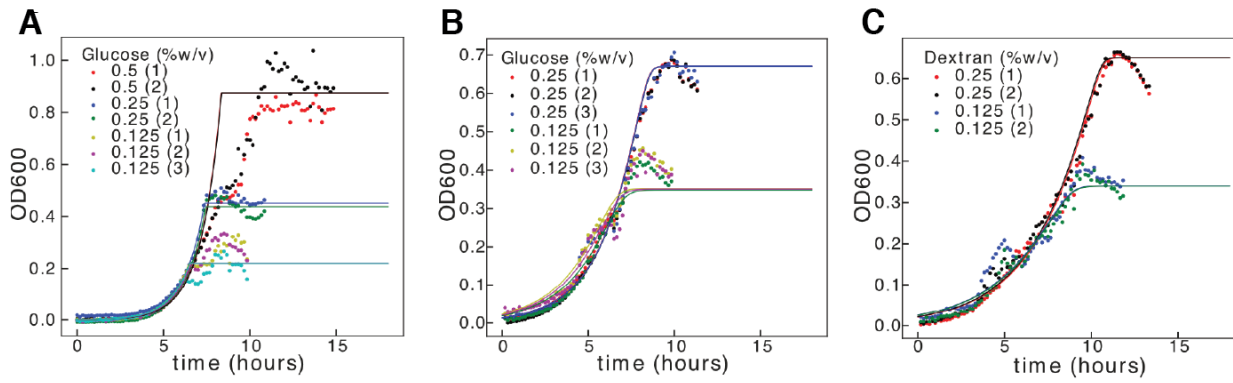 A
Glucose (%w/v)
0.5 (1)
0.5 (2)
0.25 (1)
0.25 (2)
0.125 (1)
0.125 (2)
0.125 (3)
OD600
1.0
0.8
0.6
0.4
0.2
0.0
0 5 10 15
time (hours)
B
Glucose (%w/v)
0.25 (1)
0.25 (2)
0.25 (3)
0.125 (1)
0.125 (2)
0.125 (3)
OD600
0.7
0.6
0.5
0.4
0.3
0.2
0.1
0.0
0 5 10 15
time (hours)
C
Dextran (%w/v)
0.25 (1)
0.25 (2)
0.125 (1)
0.125 (2)
OD600
0.6
0.5
0.4
0.3
0.2
0.1
0.0
0 5 10 15
time (hours)